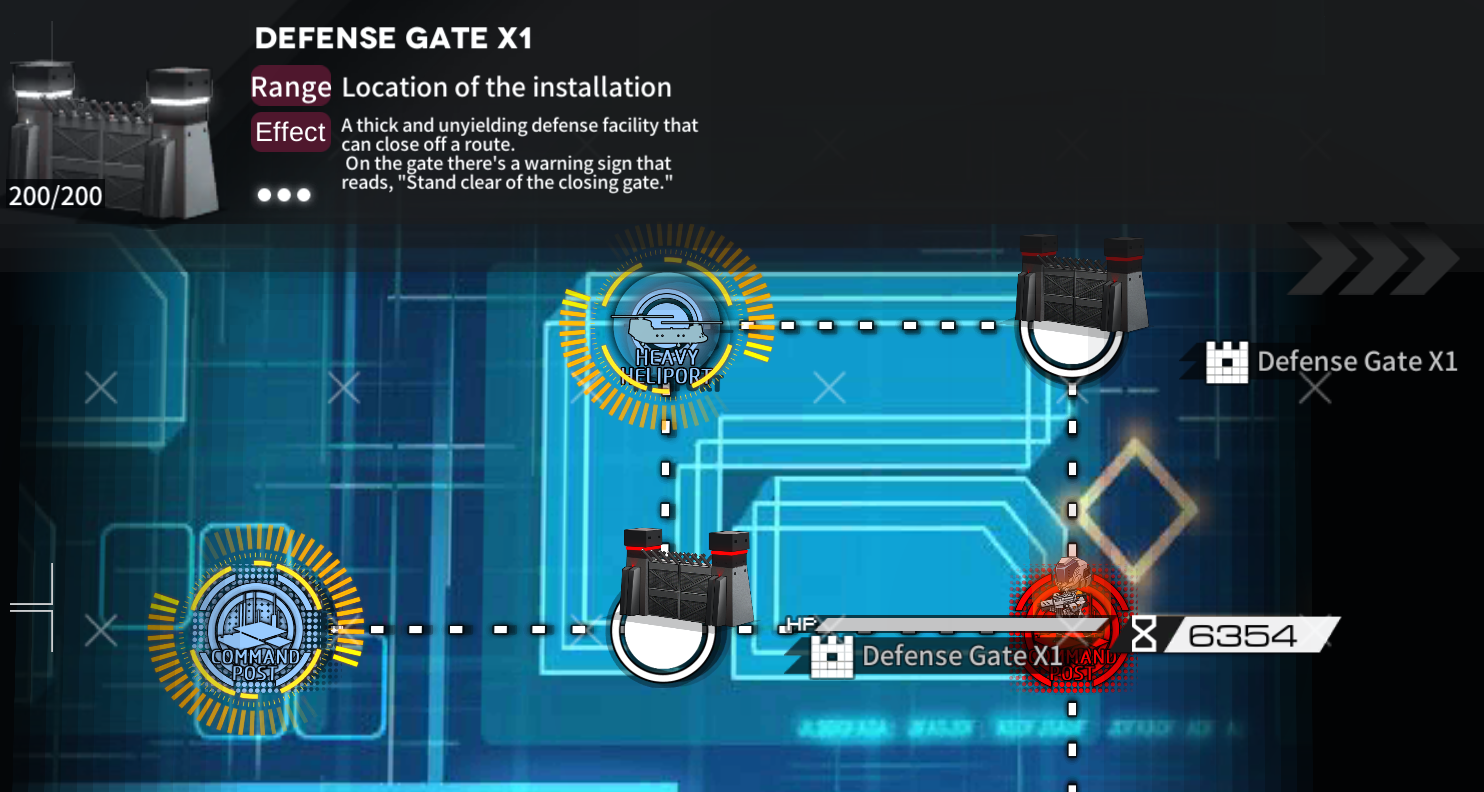 DEFENSE GATE X1
Range Location of the installation
Effect A thick and unyielding defense facility that
can close off a route.
On the gate there's a warning sign that
reads, "Stand clear of the closing gate."
200/200
HEAVY
HELIPORT
Defense Gate X1
COMMAND
POST
HP
Defense Gate X1
MAND
POST
6354